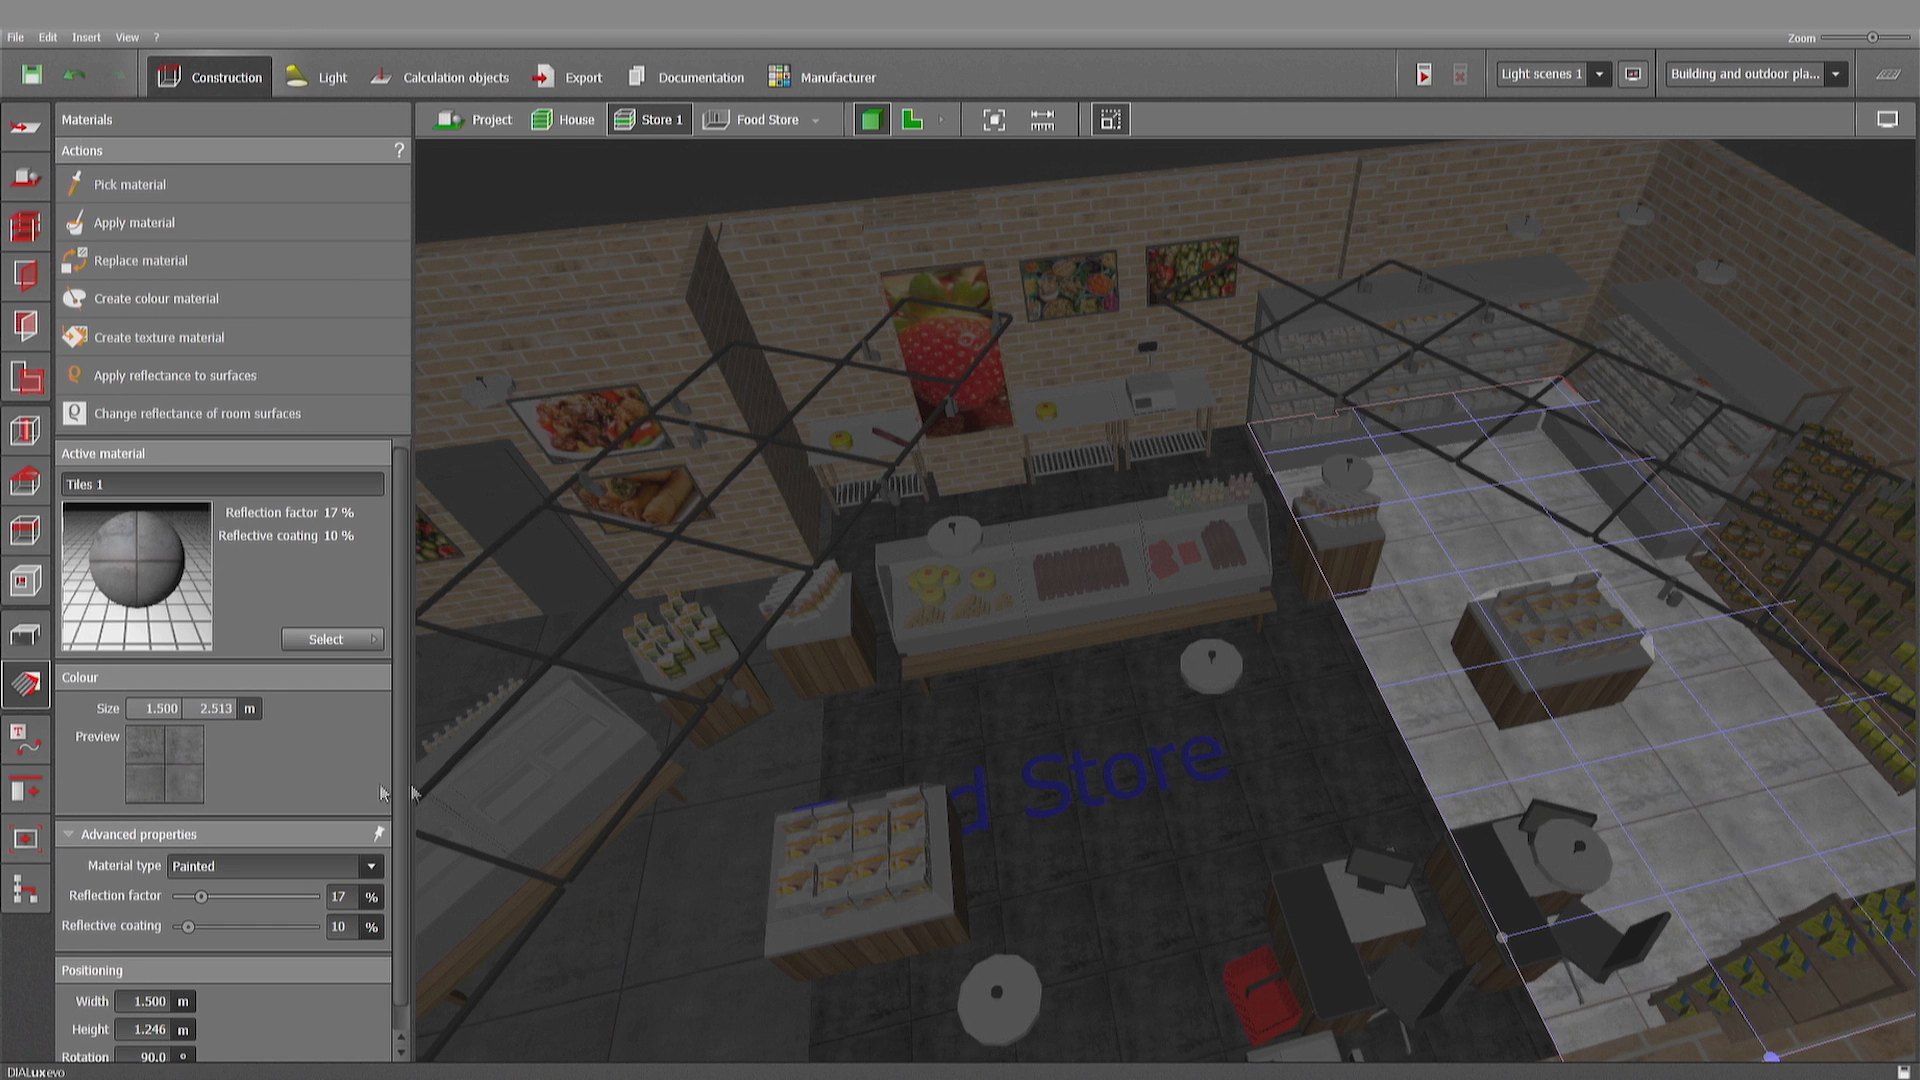 File Edit Insert View ?
Zoom
Construction Light Calculation objects Export Documentation Manufacturer
Light scenes 1
Building and outdoor pla...
Materials
Project House Store 1 Food Store
Actions ?
Pick material
Apply material
Replace material
Create colour material
Create texture material
Apply reflectance to surfaces
Change reflectance of room surfaces
Active material
Tiles 1
Reflection factor 17 %
Reflective coating 10 %
Select
Colour
Size 1.500 2.513 m
Preview
Advanced properties
Material type Painted
Reflection factor 17 %
Reflective coating 10 %
Positioning
Width 1.500 m
Height 1.246 m
Rotation 90.0 °
d Store
DIALux evo